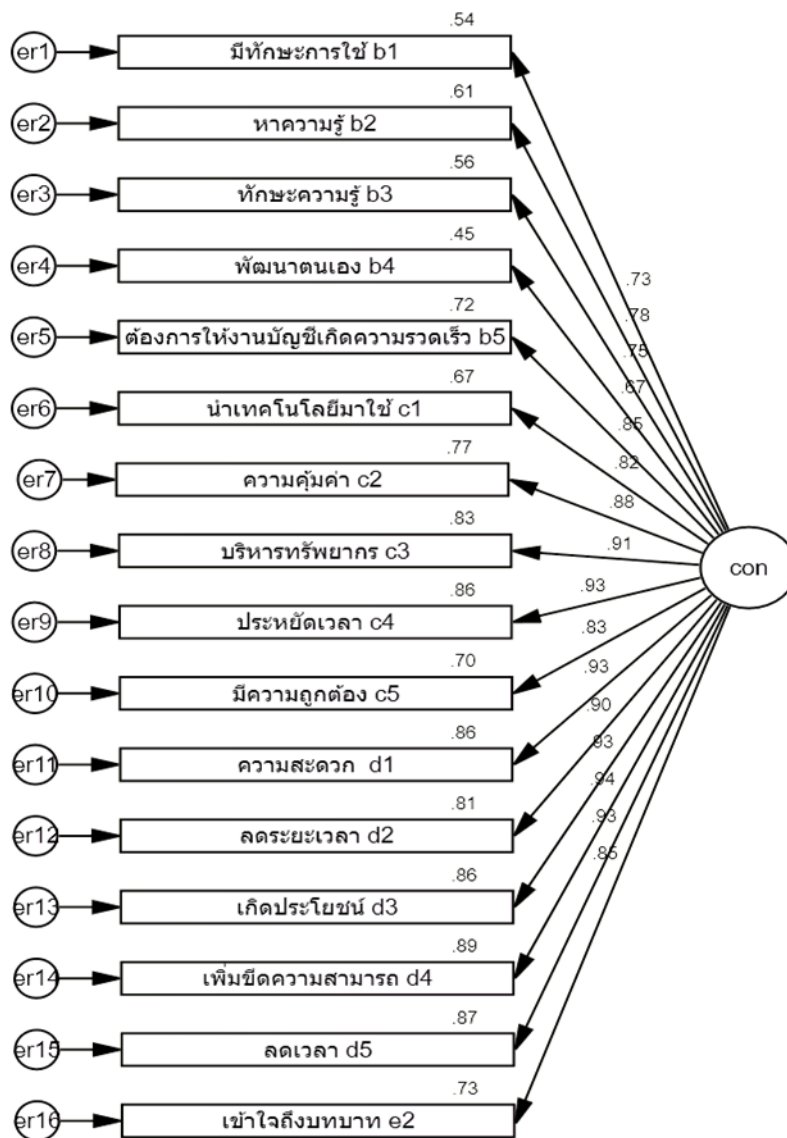 .54
er1 มีทักษะการใช้ b1
.61
er2 หาความรู้ b2
.56
er3 ทักษะความรู้ b3
.45
er4 พัฒนาตนเอง b4
.73
.72
.78
er5 ต้องการให้งานบัญชีเกิดความรวดเร็ว b5
.75
.67
.67
er6 นำเทคโนโลยีมาใช้ c1
.85
.77
.82
er7 ความคุ้มค่า c2
.88
.83
er8 บริหารทรัพยากร c3
.91
con
.86
.93
er9 ประหยัดเวลา c4
.83
.70
.93
er10 มีความถูกต้อง c5
.90
.86
.93
er11 ความสะดวก d1
.94
.81
.93
er12 ลดระยะเวลา d2
.85
.86
er13 เกิดประโยชน์ d3
.89
er14 เพิ่มขีดความสามารถ d4
.87
er15 ลดเวลา d5
.73
er16 เข้าใจถึงบทบาท e2